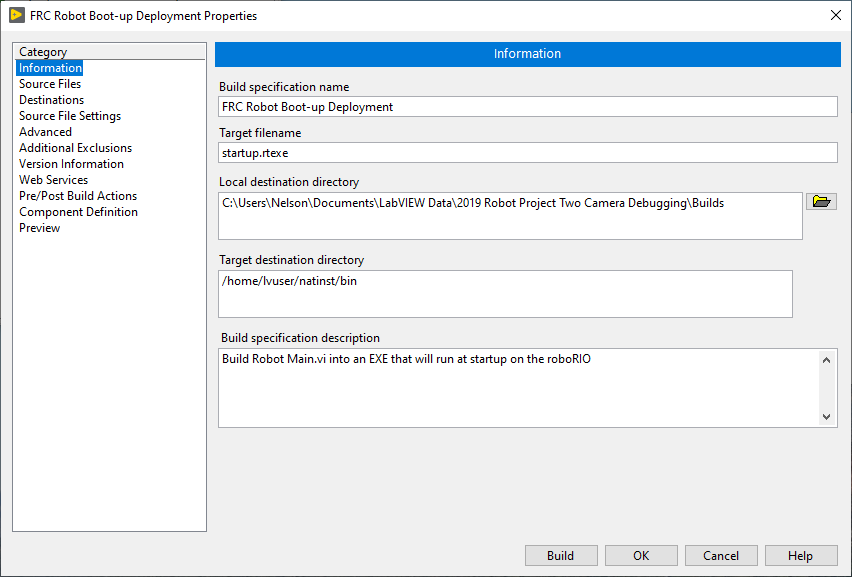 FRC Robot Boot-up Deployment Properties
Category
Information
Source Files
Destinations
Source File Settings
Advanced
Additional Exclusions
Version Information
Web Services
Pre/Post Build Actions
Component Definition
Preview
Information
Build specification name
FRC Robot Boot-up Deployment
Target filename
startup.rtexe
Local destination directory
C:\Users\Nelson\Documents\LabVIEW Data\2019 Robot Project Two Camera Debugging\Builds
Target destination directory
/home/lvuser/natinst/bin
Build specification description
Build Robot Main.vi into an EXE that will run at startup on the roboRIO
Build OK Cancel Help